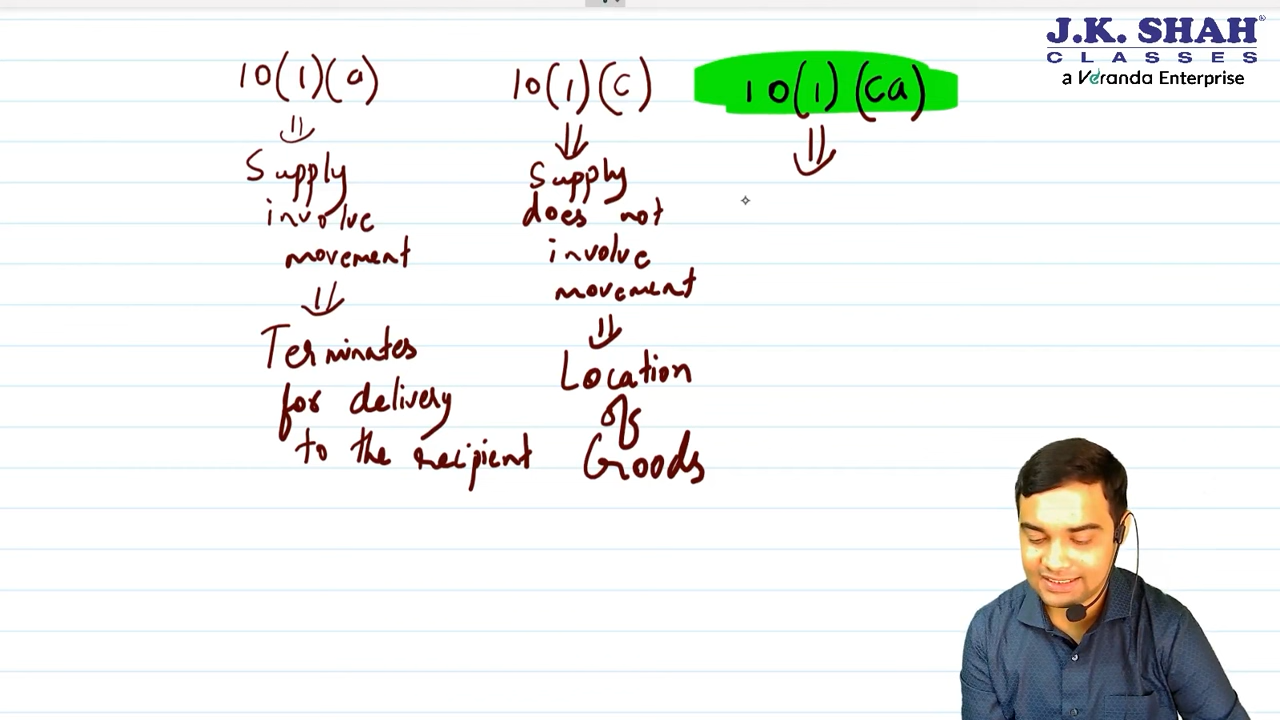 J.K. SHAH®
CLASSES
a Veranda Enterprise
10(1)(a)
Supply
involve
movement
Terminates
for delivery
to the recipient
10(1)(c)
Supply
does not
involve
movement
Location
of
Goods
10(1)(ca)